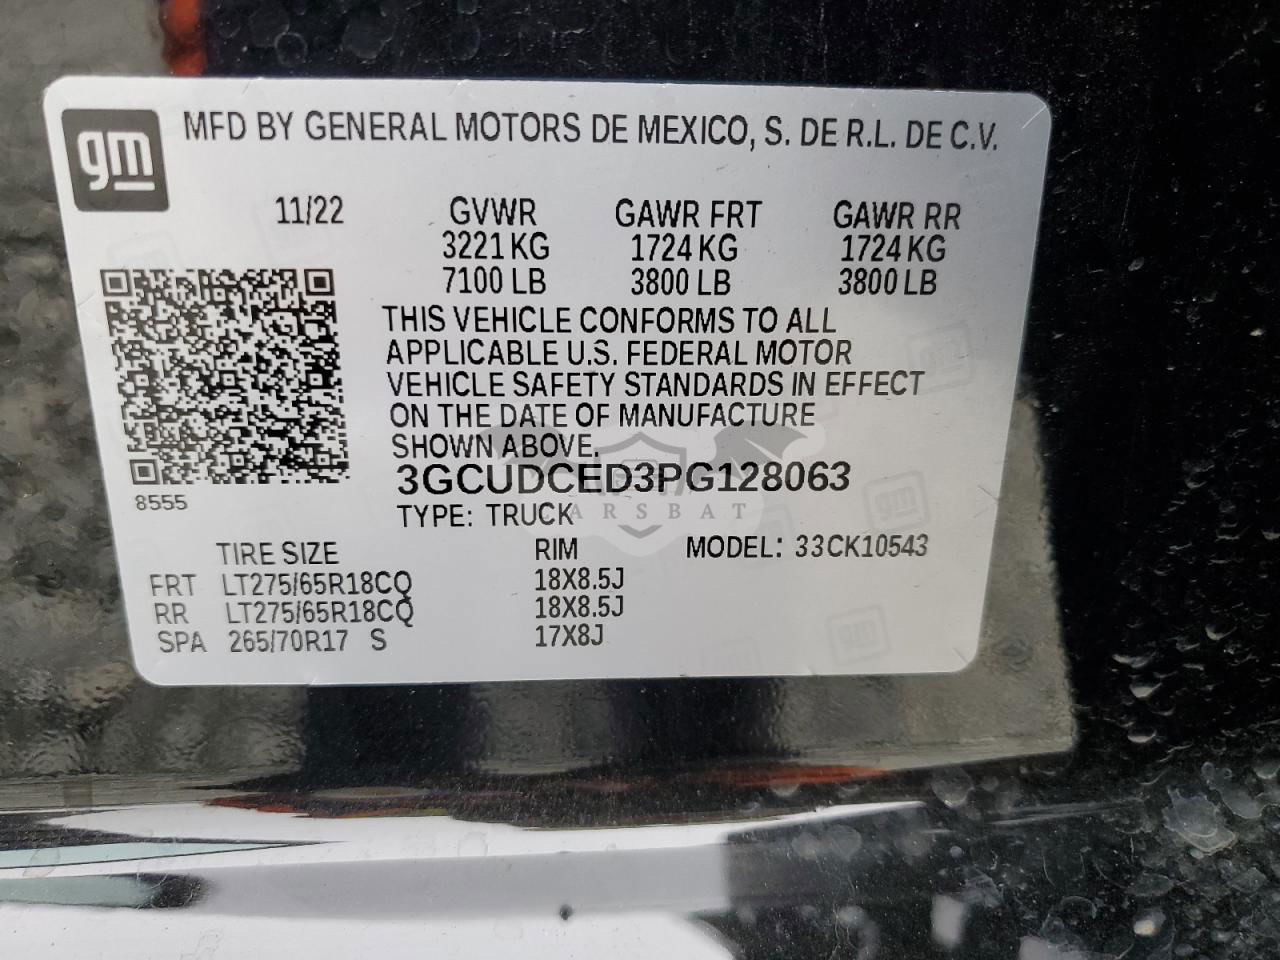 gm
MFD BY GENERAL MOTORS DE MEXICO, S. DE R.L. DE C.V.
11/22 GVWR GAWR FRT GAWR RR
3221 KG 1724 KG 1724 KG
7100 LB 3800 LB 3800 LB
THIS VEHICLE CONFORMS TO ALL
APPLICABLE U.S. FEDERAL MOTOR
VEHICLE SAFETY STANDARDS IN EFFECT
ON THE DATE OF MANUFACTURE
SHOWN ABOVE.
3GCUDCED3PG128063
8555
TYPE: TRUCK
CARSBAT
TIRE SIZE RIM MODEL: 33CK10543
FRT LT275/65R18CQ 18X8.5J
RR LT275/65R18CQ 18X8.5J
SPA 265/70R17 S 17X8J